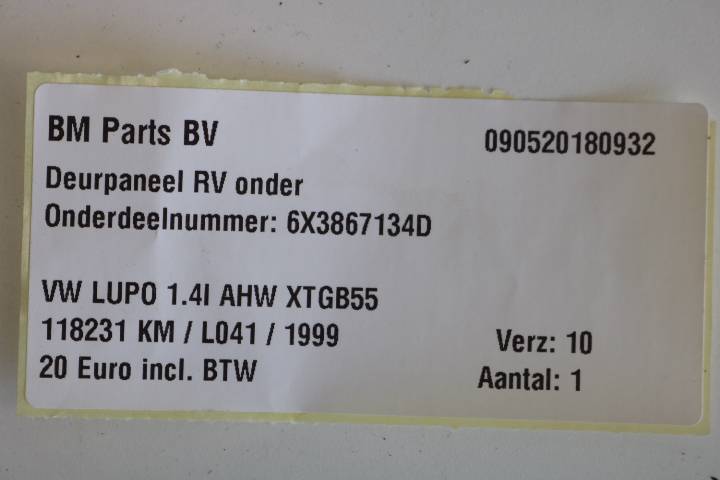 BM Parts BV 090520180932
Deurpaneel RV onder
Onderdeelnummer: 6X3867134D
VW LUPO 1.4I AHW XTGB55
118231 KM / L041 / 1999 Verz: 10
20 Euro incl. BTW Aantal: 1